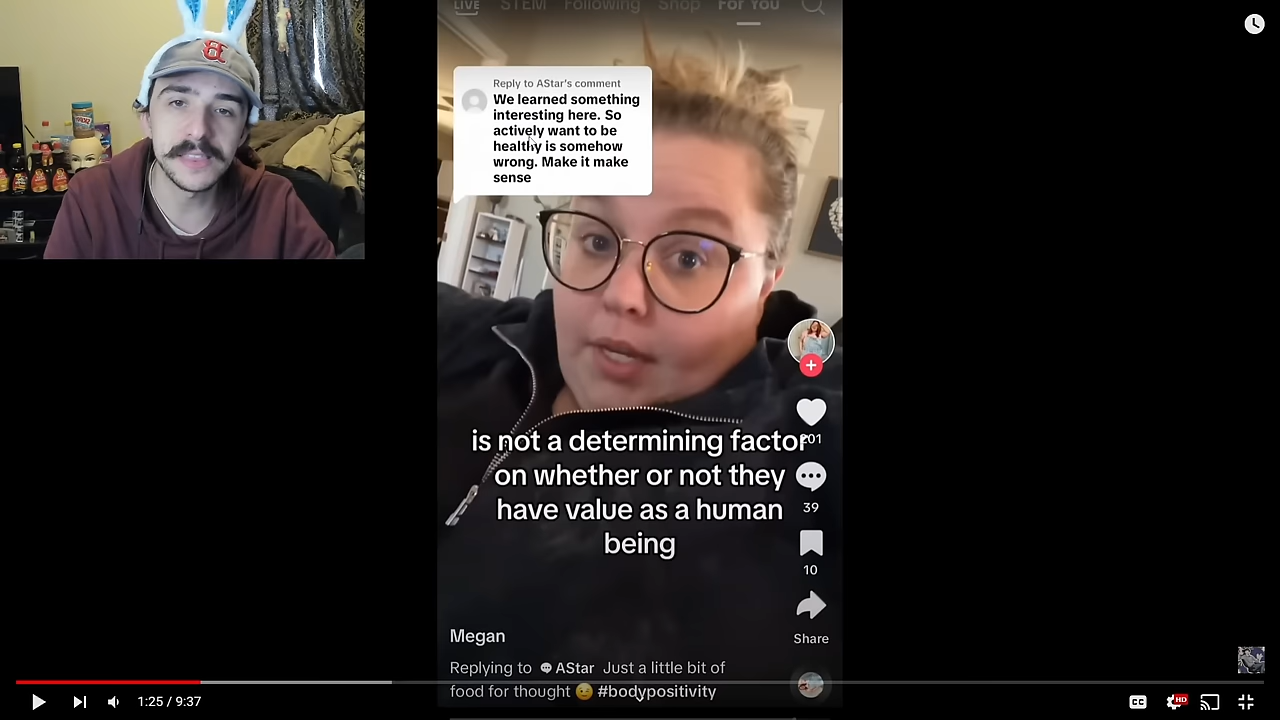 LIVE STEM Following Shop For You
Reply to AStar's comment
We learned something
interesting here. So
actively want to be
healthy is somehow
wrong. Make it make
sense
B
is not a determining factor
on whether or not they
have value as a human
being
201
39
10
Share
Megan
Replying to AStar Just a little bit of
food for thought 😉 #bodypositivity
1:25 / 9:37
CC
HD